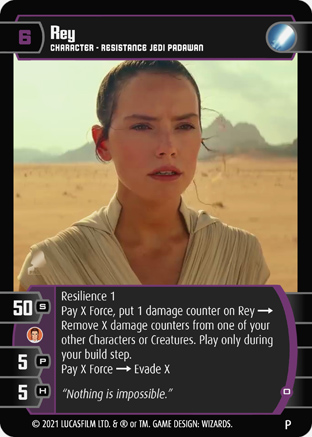 6
Rey
CHARACTER - RESISTANCE JEDI PADAWAN
50 S
5 P
5 H
Resilience 1
Pay X Force, put 1 damage counter on Rey →
Remove X damage counters from one of your
other Characters or Creatures. Play only during
your build step.
Pay X Force → Evade X
"Nothing is impossible."
© 2021 LUCASFILM LTD. & ® or TM. GAME DESIGN: WIZARDS.
P